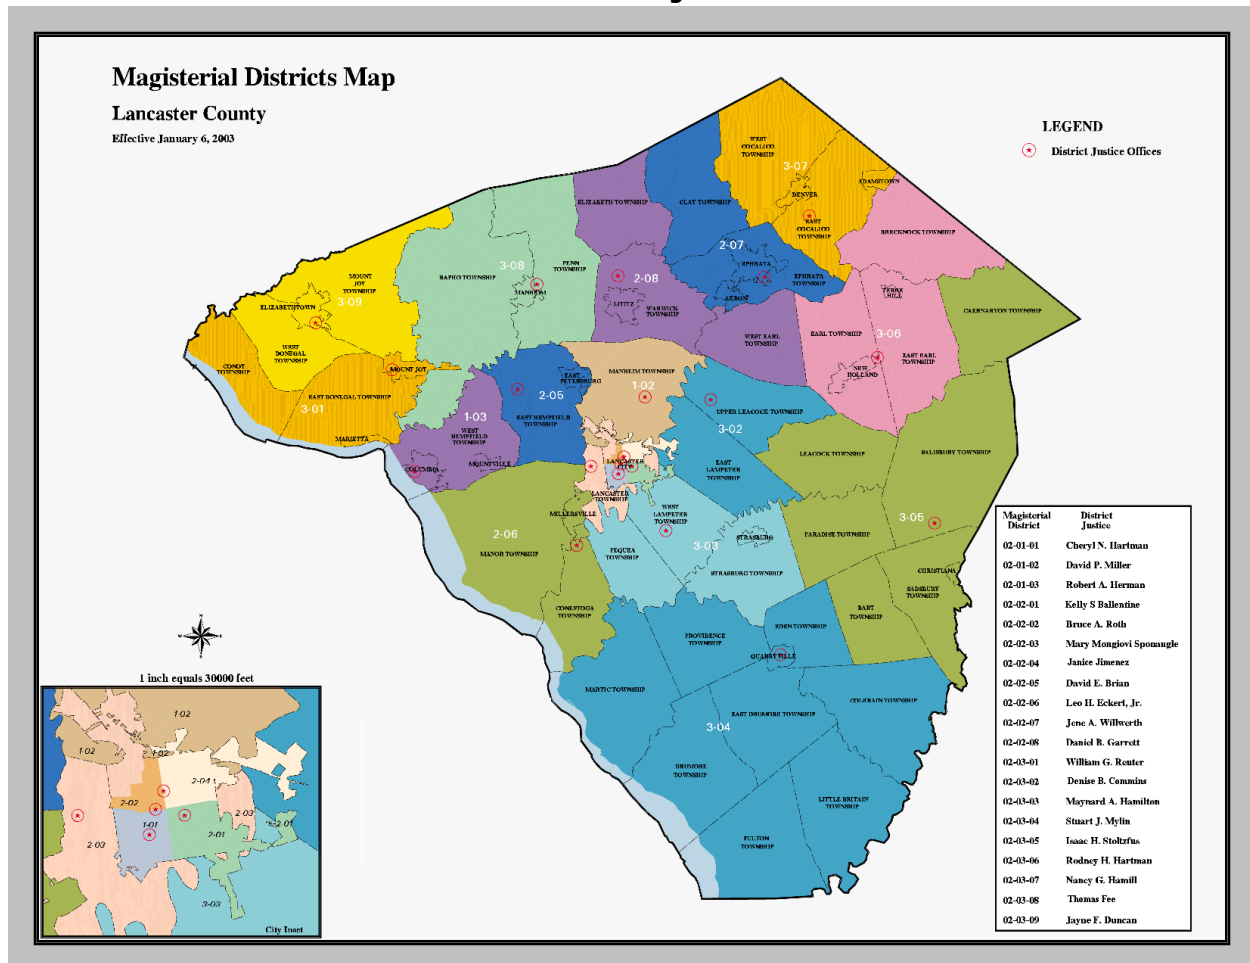 Magisterial Districts Map
Lancaster County
Effective January 6, 2003
LEGEND
District Justice Offices
WEST
COCALICO
TOWNSHIP
3-07
ADAMSTOWN
DENVER
EAST
COCALICO
TOWNSHIP
ELIZABETH TOWNSHIP
CLAY TOWNSHIP
BRECKNOCK TOWNSHIP
2-07
EPHRATA
EPHRATA
TOWNSHIP
AKRON
3-08
PENN
TOWNSHIP
RAPHO TOWNSHIP
MANHEIM
2-08
LITITZ
WARWICK
TOWNSHIP
MOUNT
JOY
TOWNSHIP
3-09
ELIZABETHTOWN
WEST
DONEGAL
TOWNSHIP
TERRE
HILL
CAERNARVON TOWNSHIP
WEST EARL
TOWNSHIP
EARL TOWNSHIP
3-06
EAST EARL
TOWNSHIP
NEW
HOLLAND
CONOY
TOWNSHIP
MOUNT JOY
EAST DONEGAL TOWNSHIP
3-01
MARIETTA
EAST
PETERSBURG
2-05
EAST HEMPFIELD
TOWNSHIP
MANHEIM TOWNSHIP
1-02
1-03
WEST
HEMPFIELD
TOWNSHIP
COLUMBIA
MOUNTVILLE
UPPER LEACOCK TOWNSHIP
3-02
EAST
LAMPETER
TOWNSHIP
LEACOCK TOWNSHIP
SALISBURY TOWNSHIP
LANCASTER
CITY
LANCASTER
TOWNSHIP
MILLERSVILLE
2-06
MANOR TOWNSHIP
WEST
LAMPETER
TOWNSHIP
3-03
STRASBURG
PEQUEA
TOWNSHIP
STRASBURG TOWNSHIP
PARADISE TOWNSHIP
3-05
CHRISTIANA
SADSBURY
TOWNSHIP
BART
TOWNSHIP
CONESTOGA
TOWNSHIP
PROVIDENCE
TOWNSHIP
EDEN TOWNSHIP
QUARRYVILLE
MARTIC TOWNSHIP
COLERAIN TOWNSHIP
EAST DRUMORE TOWNSHIP
3-04
DRUMORE
TOWNSHIP
LITTLE BRITAIN
TOWNSHIP
FULTON
TOWNSHIP
Magisterial District
District Justice
02-01-01 Cheryl N. Hartman
02-01-02 David P. Miller
02-01-03 Robert A. Herman
02-02-01 Kelly S Ballentine
02-02-02 Bruce A. Roth
02-02-03 Mary Mongiovi Sponaugle
02-02-04 Janice Jimenez
02-02-05 David E. Brian
02-02-06 Leo H. Eckert, Jr.
02-02-07 Jene A. Willwerth
02-02-08 Daniel B. Garrett
02-03-01 William G. Reuter
02-03-02 Denise B. Commins
02-03-03 Maynard A. Hamilton
02-03-04 Stuart J. Mylin
02-03-05 Isaac H. Stoltzfus
02-03-06 Rodney H. Hartman
02-03-07 Nancy G. Hamill
02-03-08 Thomas Fee
02-03-09 Jayne F. Duncan
1 inch equals 30000 feet
1-02
1-02
1-02
2-04
2-02
1-01
2-03
2-01
2-01
2-03
3-03
City Inset